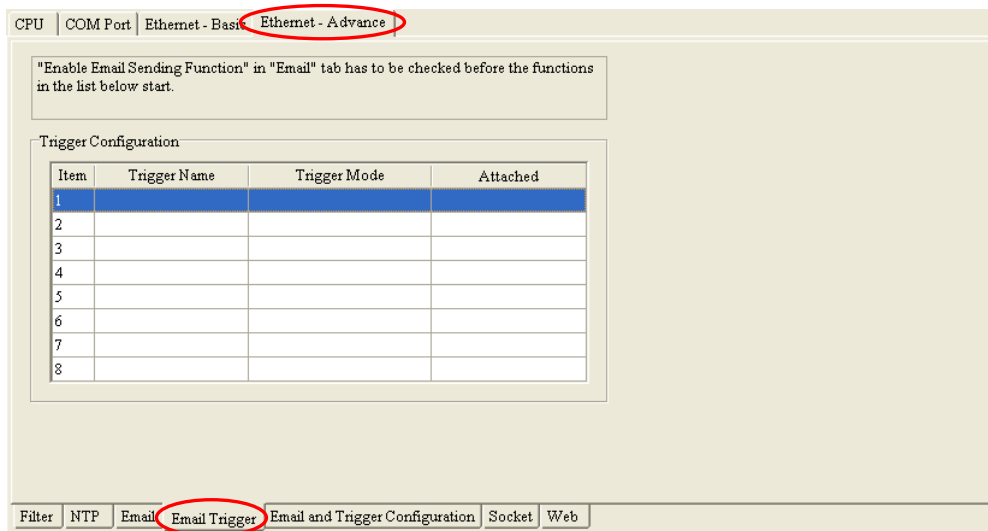 CPU COM Port Ethernet - Basic Ethernet - Advance
"Enable Email Sending Function" in "Email" tab has to be checked before the functions
in the list below start.
Trigger Configuration
Item Trigger Name Trigger Mode Attached
1
2
3
4
5
6
7
8
Filter NTP Email Email Trigger Email and Trigger Configuration Socket Web